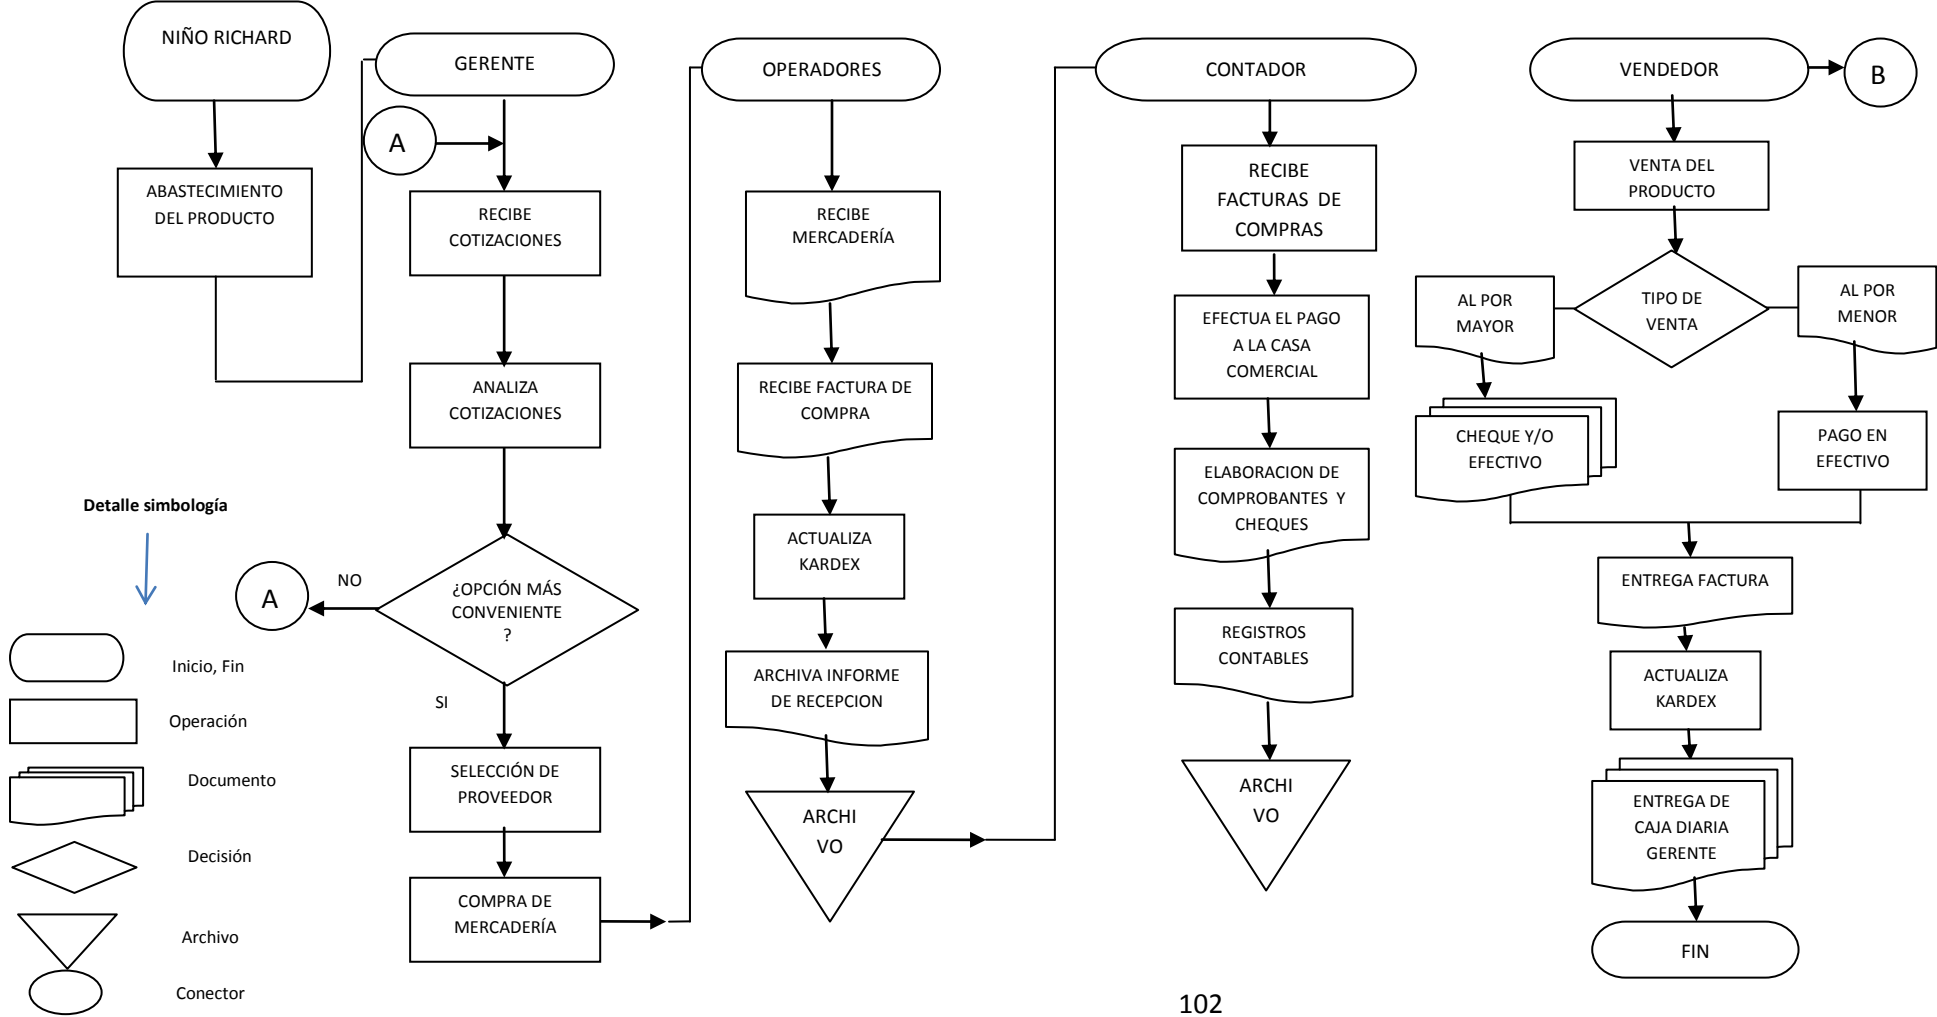 NIÑO RICHARD
ABASTECIMIENTO
DEL PRODUCTO
GERENTE
A
RECIBE
COTIZACIONES
ANALIZA
COTIZACIONES
¿OPCIÓN MÁS
CONVENIENTE
?
NO
A
SI
SELECCIÓN DE
PROVEEDOR
COMPRA DE
MERCADERÍA
OPERADORES
RECIBE
MERCADERÍA
RECIBE FACTURA DE
COMPRA
ACTUALIZA
KARDEX
ARCHIVA INFORME
DE RECEPCION
ARCHI
VO
CONTADOR
RECIBE
FACTURAS DE
COMPRAS
EFECTUA EL PAGO
A LA CASA
COMERCIAL
ELABORACION DE
COMPROBANTES Y
CHEQUES
REGISTROS
CONTABLES
ARCHI
VO
VENDEDOR
B
VENTA DEL
PRODUCTO
TIPO DE
VENTA
AL POR
MAYOR
AL POR
MENOR
CHEQUE Y/O
EFECTIVO
PAGO EN
EFECTIVO
ENTREGA FACTURA
ACTUALIZA
KARDEX
ENTREGA DE
CAJA DIARIA
GERENTE
FIN
Detalle simbología
Inicio, Fin
Operación
Documento
Decisión
Archivo
Conector
102